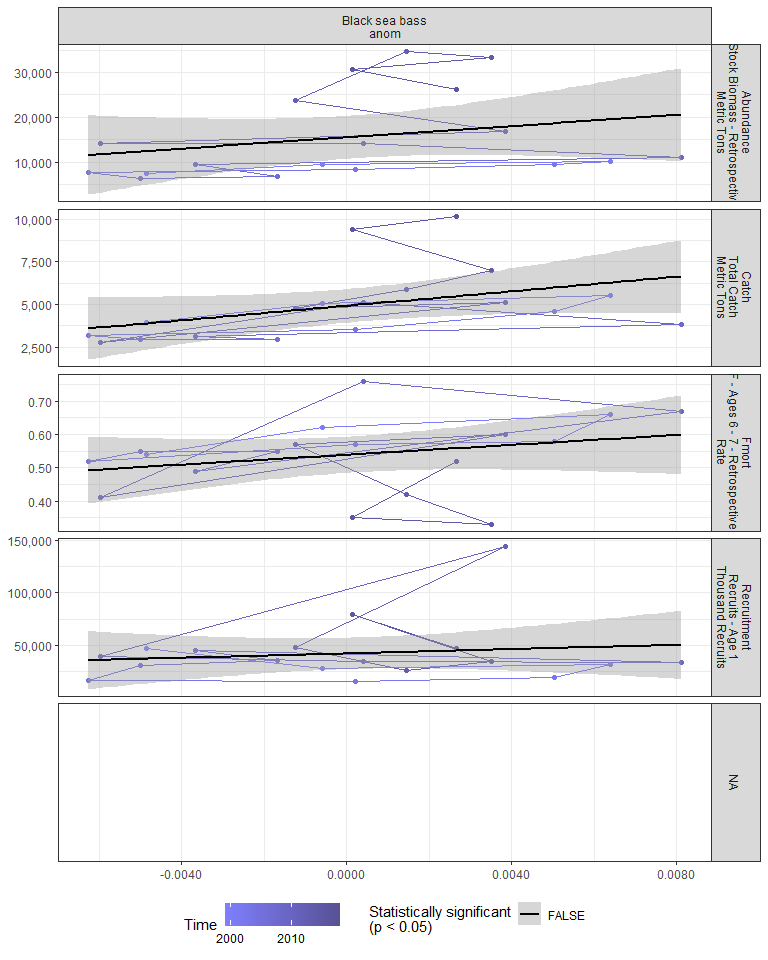 Black sea bass
anom
30,000
20,000
10,000
Abundance
Stock Biomass - Retrospectiv
Metric Tons
10,000
7,500
5,000
2,500
Catch
Total Catch
Metric Tons
0.70
0.60
0.50
0.40
Fmort
- Ages 6 - 7 - Retrospective
Rate
150,000
100,000
50,000
Recruitment
Recruits - Age 1
Thousand Recruits
NA
-0.0040
0.0000
0.0040
0.0080
Time
2000
2010
Statistically significant
(p < 0.05)
FALSE